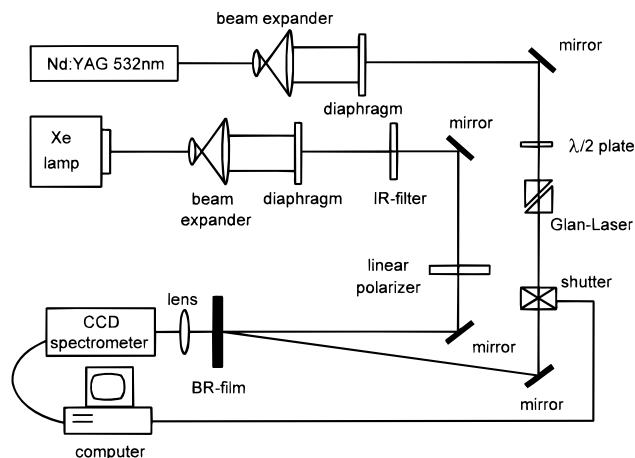 beam expander
mirror
Nd:YAG 532nm
diaphragm
mirror
Xe
lamp
λ/2 plate
beam
expander
diaphragm
IR-filter
Glan-Laser
linear
polarizer
shutter
lens
CCD
spectrometer
mirror
BR-film
mirror
computer